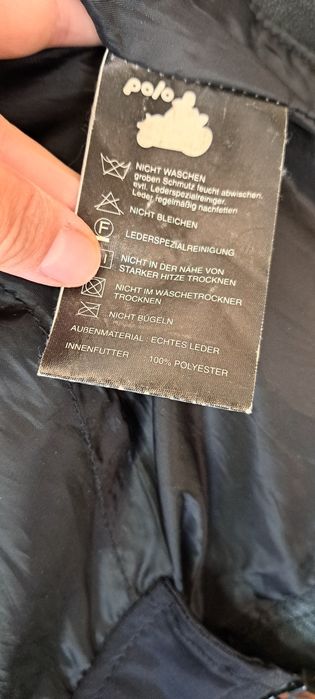 polo
NICHT WASCHEN
groben Schmutz feucht abwischen.
evtl. Lederspezialreiniger.
Leder regelmäßig nachfetten
NICHT BLEICHEN
F
LEDERSPEZIALREINIGUNG
NICHT IN DER NÄHE VON
STARKER HITZE TROCKNEN
NICHT IM WÄSCHETROCKNER
TROCKNEN
NICHT BÜGELN
AUßENMATERIAL : ECHTES LEDER
INNENFUTTER : 100% POLYESTER